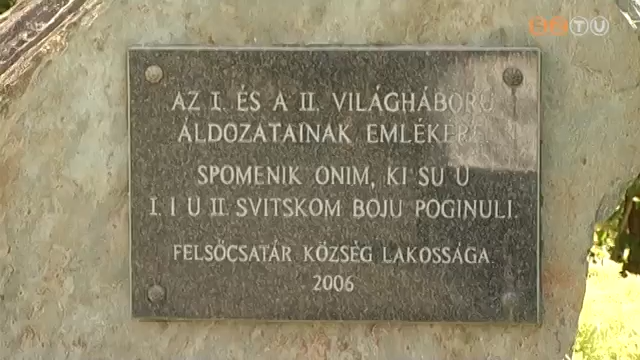 AZ I. ÉS A II. VILÁGHÁBORÚ
ÁLDOZATAINAK EMLÉKÉRE.
SPOMENIK ONIM, KI SU U
I. I U II. SVITSKOM BOJU POGINULI.
FELSŐCSATÁR KÖZSÉG LAKOSSÁGA.
2006